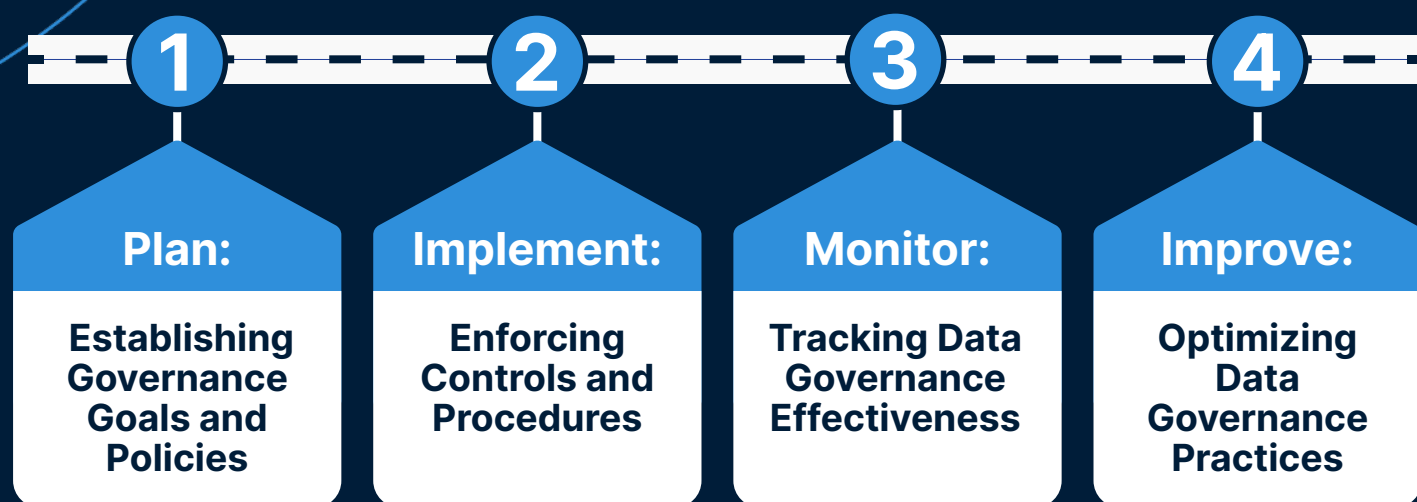 1
2
3
4
Plan:
Establishing
Governance
Goals and
Policies
Implement:
Enforcing
Controls and
Procedures
Monitor:
Tracking Data
Governance
Effectiveness
Improve:
Optimizing
Data
Governance
Practices